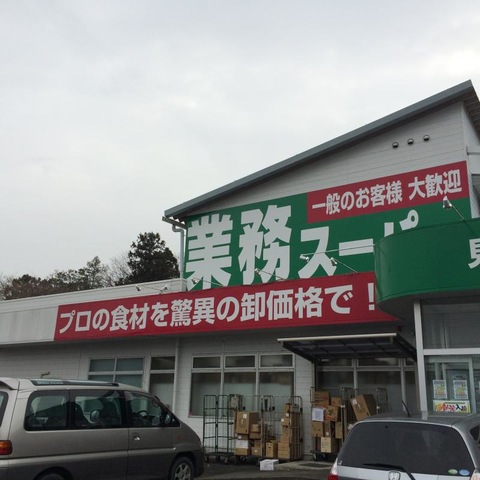 一般のお客様 大歓迎
業務スーパ
プロの食材を驚異の卸価格で！